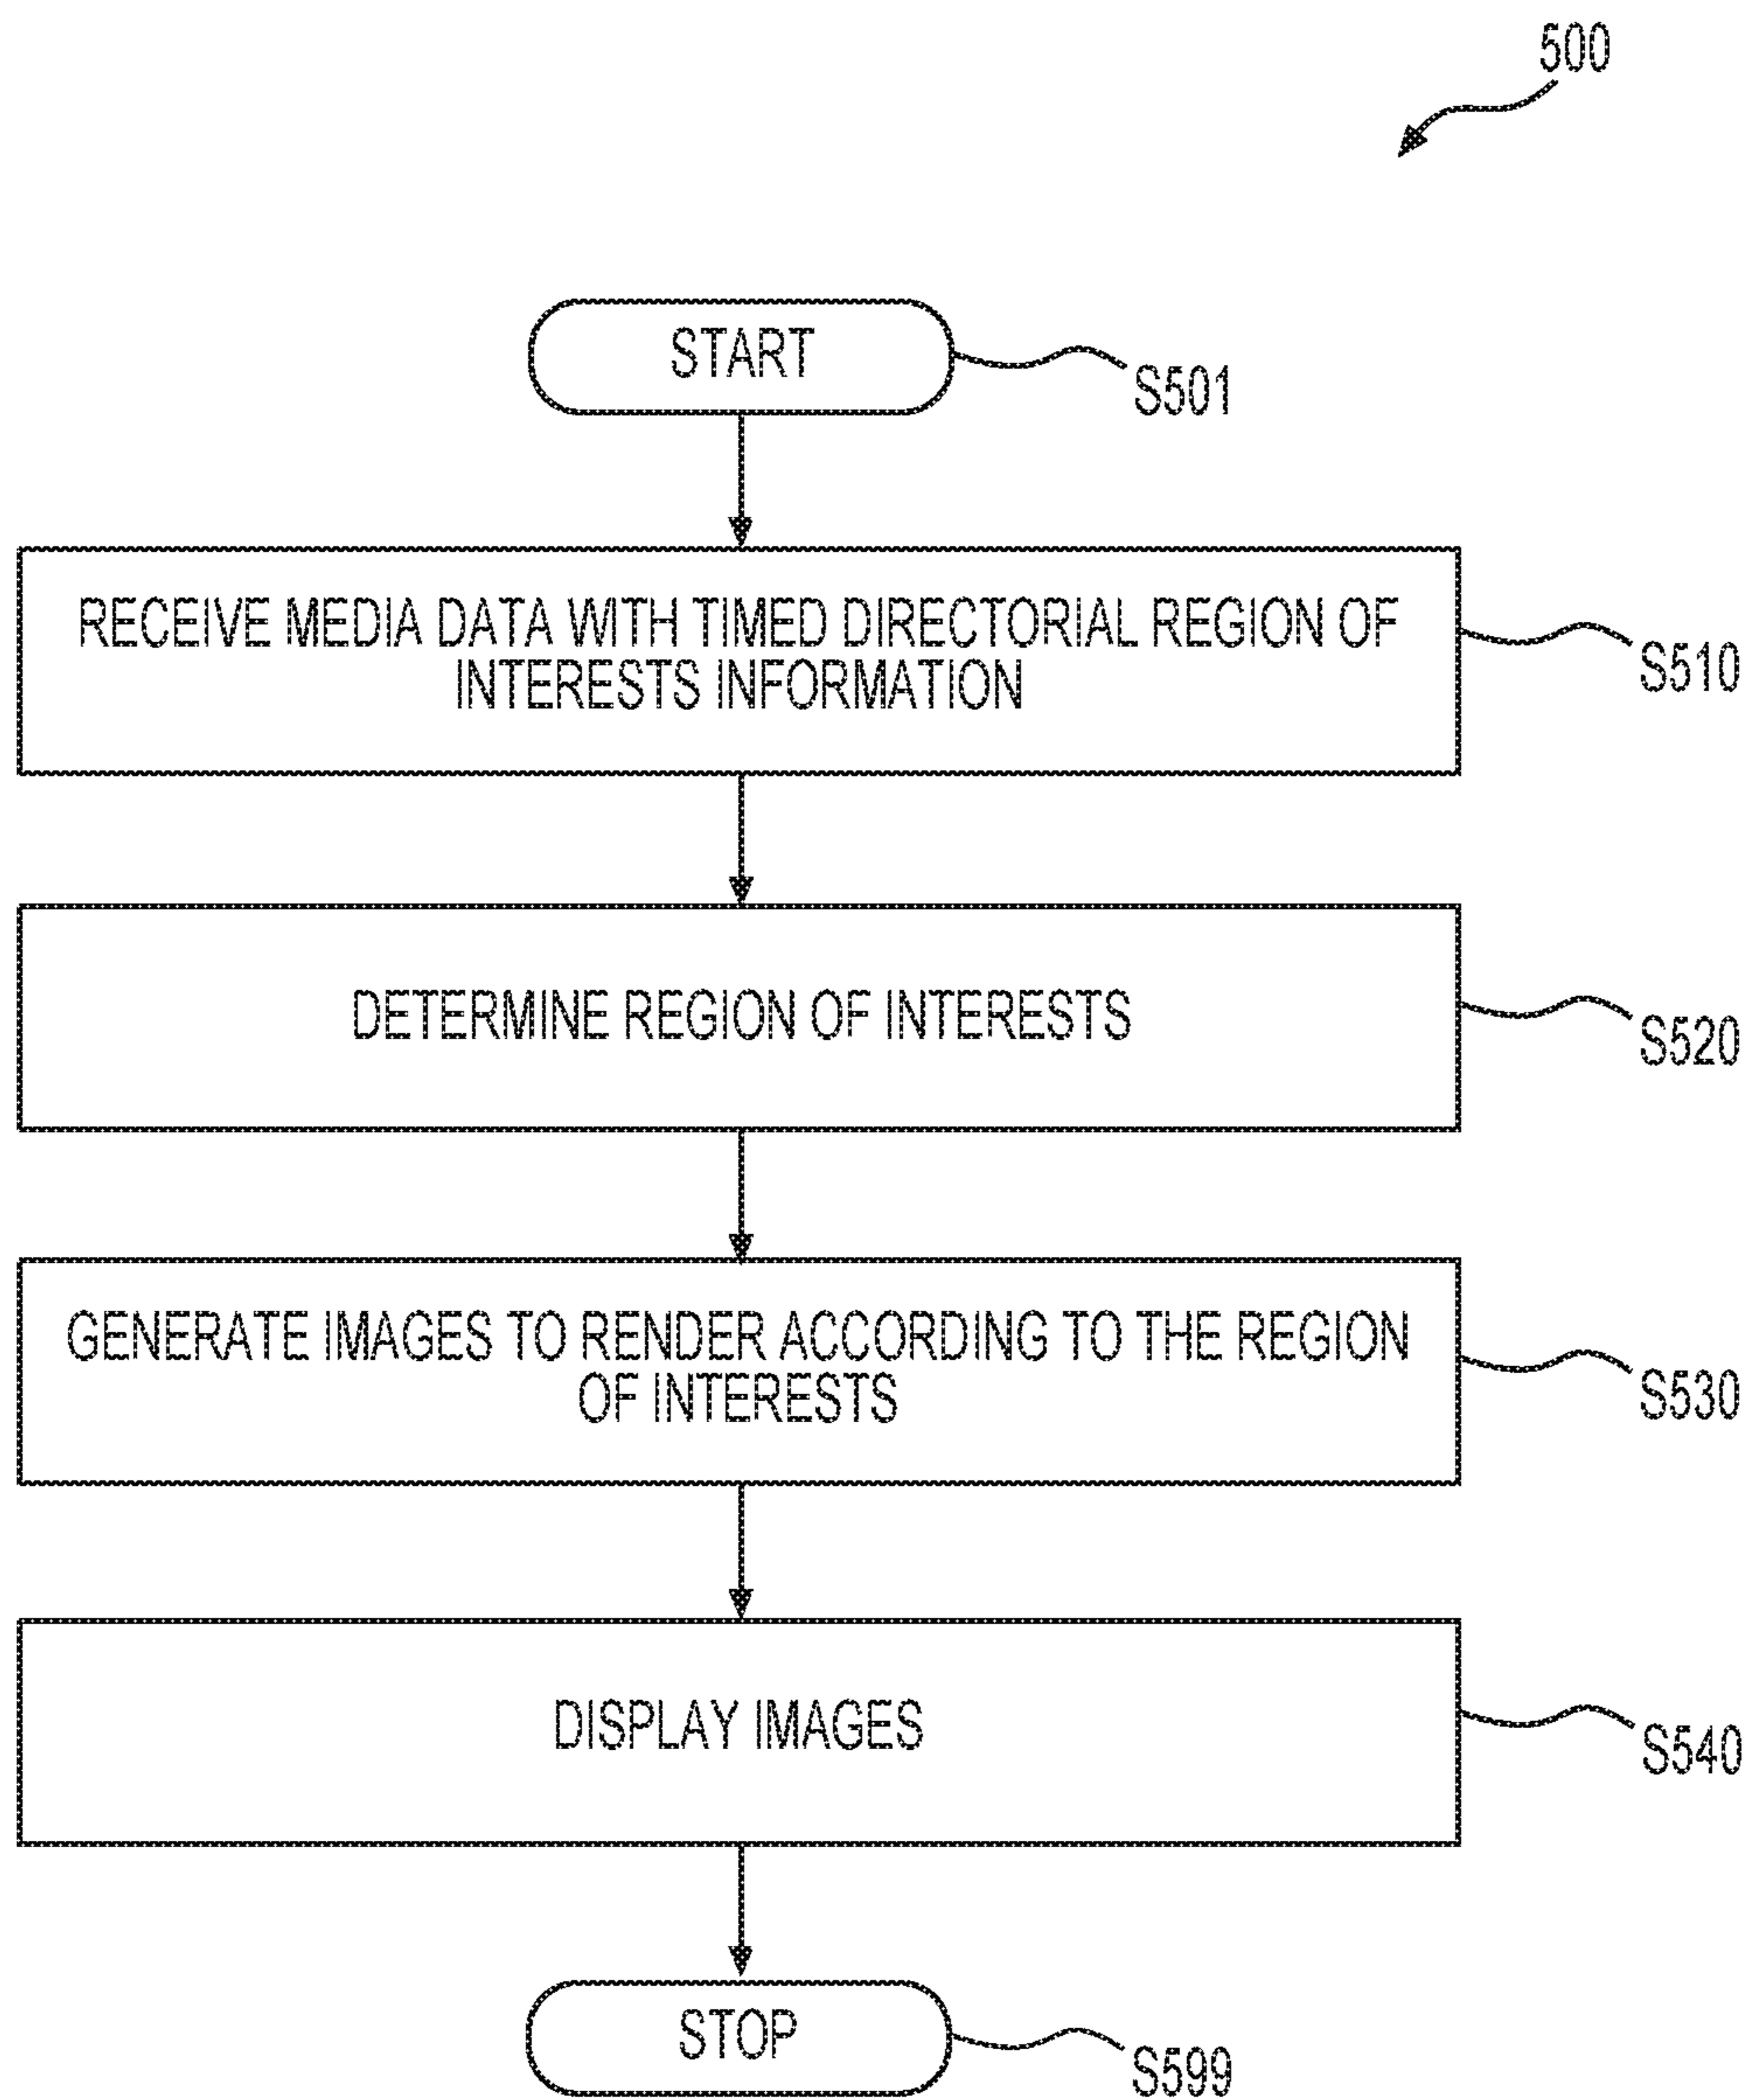 500
START
S501
RECEIVE MEDIA DATA WITH TIMED DIRECTORIAL REGION OF
INTERESTS INFORMATION
S510
DETERMINE REGION OF INTERESTS
S520
GENERATE IMAGES TO RENDER ACCORDING TO THE REGION
OF INTERESTS
S530
DISPLAY IMAGES
S540
STOP
S599